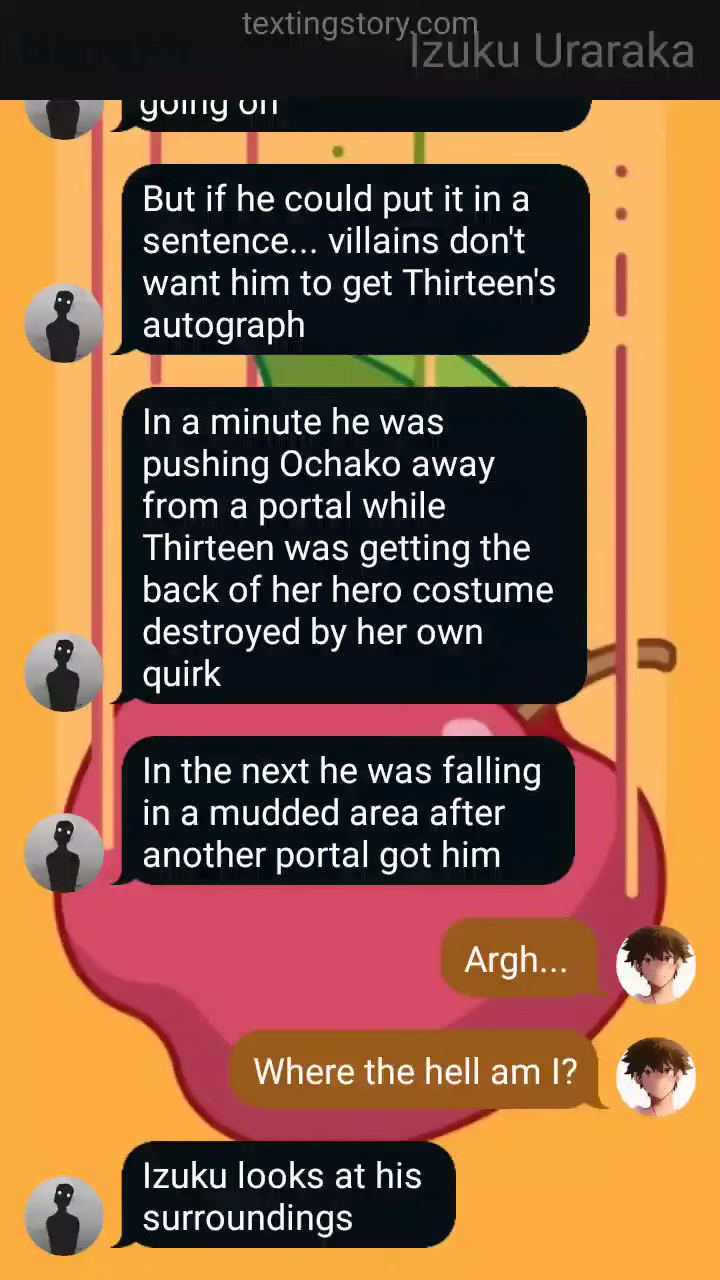 textingstory.com
Izuku Uraraka
going on
But if he could put it in a
sentence... villains don't
want him to get Thirteen's
autograph
In a minute he was
pushing Ochako away
from a portal while
Thirteen was getting the
back of her hero costume
destroyed by her own
quirk
In the next he was falling
in a mudded area after
another portal got him
Argh...
Where the hell am I?
Izuku looks at his
surroundings